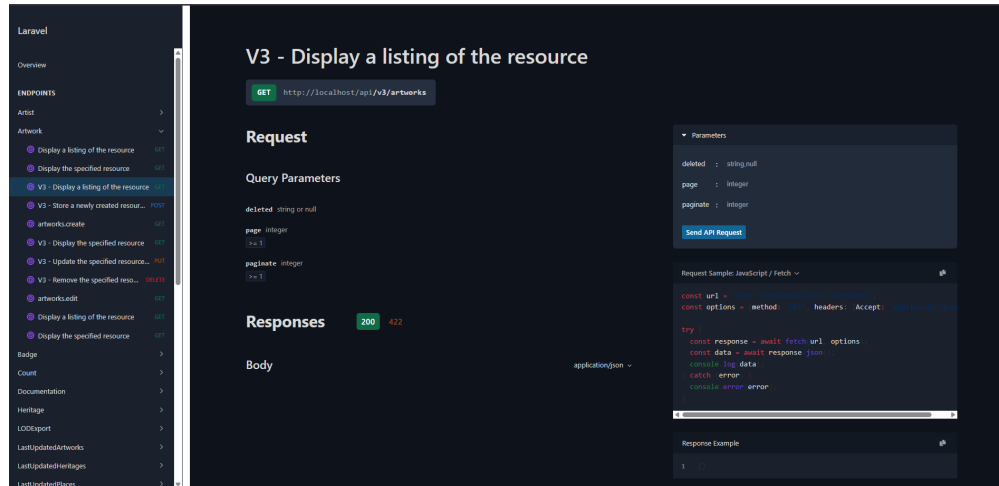 Laravel
Overview
ENDPOINTS
Artist
Artwork
Display a listing of the resource GET
Display the specified resource GET
V3 - Display a listing of the resource GET
V3 - Store a newly created resour... POST
artworks.create GET
V3 - Display the specified resource GET
V3 - Update the specified resource... PUT
V3 - Remove the specified reso... DELETE
artworks.edit GET
Display a listing of the resource GET
Display the specified resource GET
Badge
Count
Documentation
Heritage
LODExport
LastUpdatedArtworks
LastUpdatedHeritages
LastUpdatedPlaces
V3 - Display a listing of the resource
GET http://localhost/api/v3/artworks
Request
Query Parameters
deleted string or null
page integer
>= 1
paginate integer
>= 1
Responses 200 422
Body application/json
Parameters
deleted : string,null
page : integer
paginate : integer
Send API Request
Request Sample: JavaScript / Fetch
const url =
const options = method: headers: Accept:
try {
const response = await fetch url options
const data = await response json
console log data
catch error
console error error
Response Example
1 {}